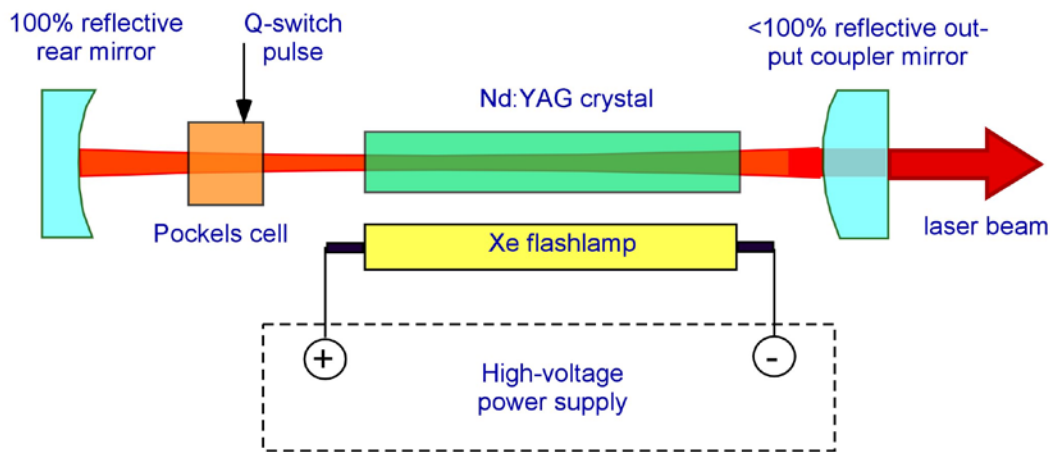 100% reflective
rear mirror
Q-switch
pulse
<100% reflective out-
put coupler mirror
Nd:YAG crystal
Pockels cell
Xe flashlamp
laser beam
+
-
High-voltage
power supply